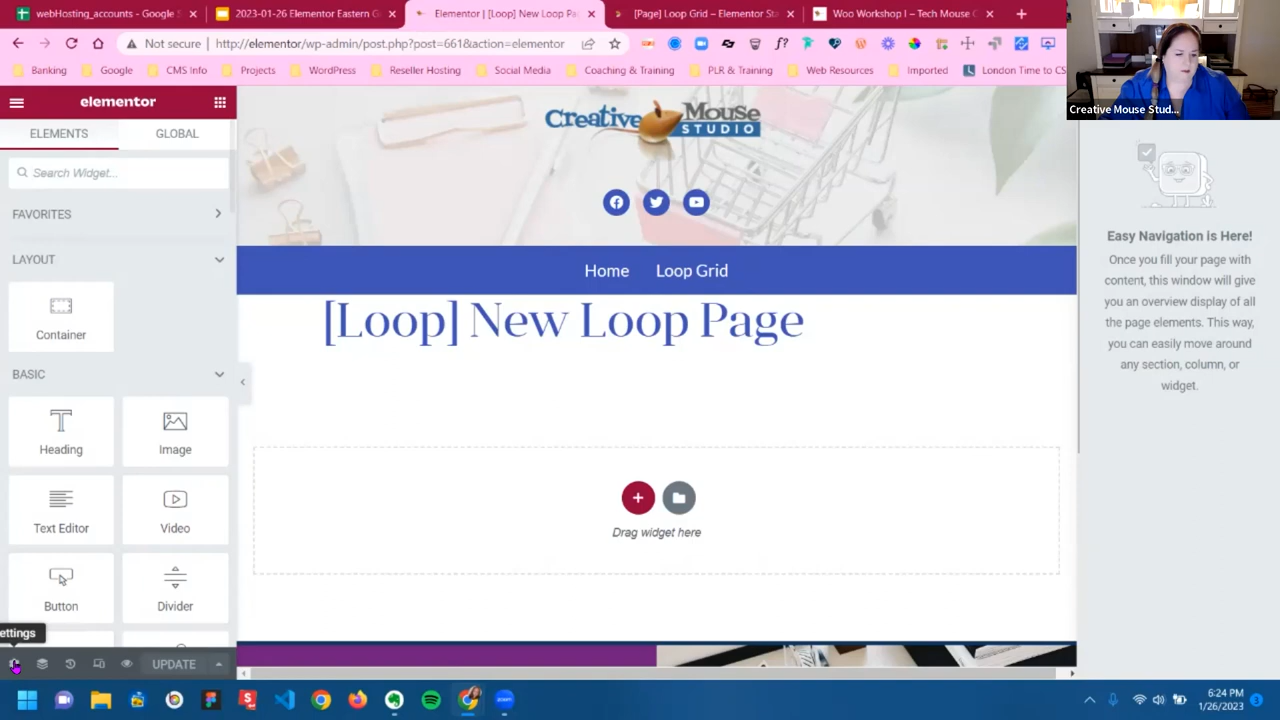 webHosting_accounts - Google S
2023-01-26 Elementor Eastern Ge
Elementor | [Loop] New Loop Pa
[Page] Loop Grid – Elementor Sta
Woo Workshop I – Tech Mouse C
Not secure | http://elementor/wp-admin/post.php?post=661&action=elementor
Banking
Google
CMS Info
Projects
WordPress
Reseller Hosting
Social Media
Coaching & Training
PLR & Training
Web Resources
Imported
London Time to CS
Creative Mouse Stud...
elementor
ELEMENTS
GLOBAL
Search Widget...
FAVORITES
LAYOUT
Container
BASIC
Heading
Image
Text Editor
Video
Button
Divider
ettings
UPDATE
Creative Mouse
STUDIO
Home
Loop Grid
[Loop] New Loop Page
Drag widget here
Easy Navigation is Here!
Once you fill your page with
content, this window will give
you an overview display of all
the page elements. This way,
you can easily move around
any section, column, or
widget.
zoom
6:24 PM
1/26/2023
3